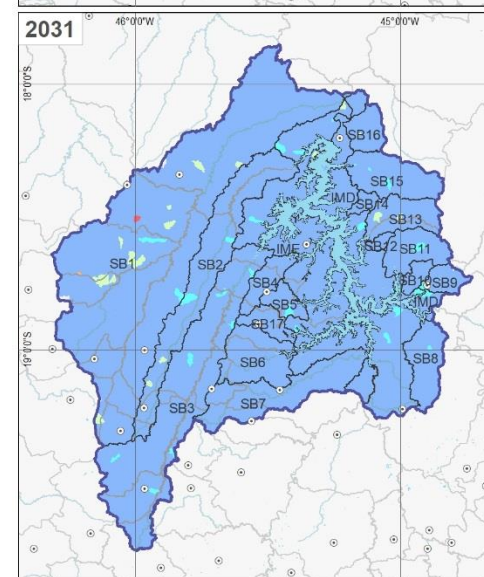 2031
46°0'0"W
45°0'0"W
18°0'0"S
SB16
SB15
IMD
SB14
SB13
IME
SB12
SB11
SB1
SB2
SB4
SB10
SB9
SB5
IMD
SB17
19°0'0"S
SB6
SB8
SB3
SB7